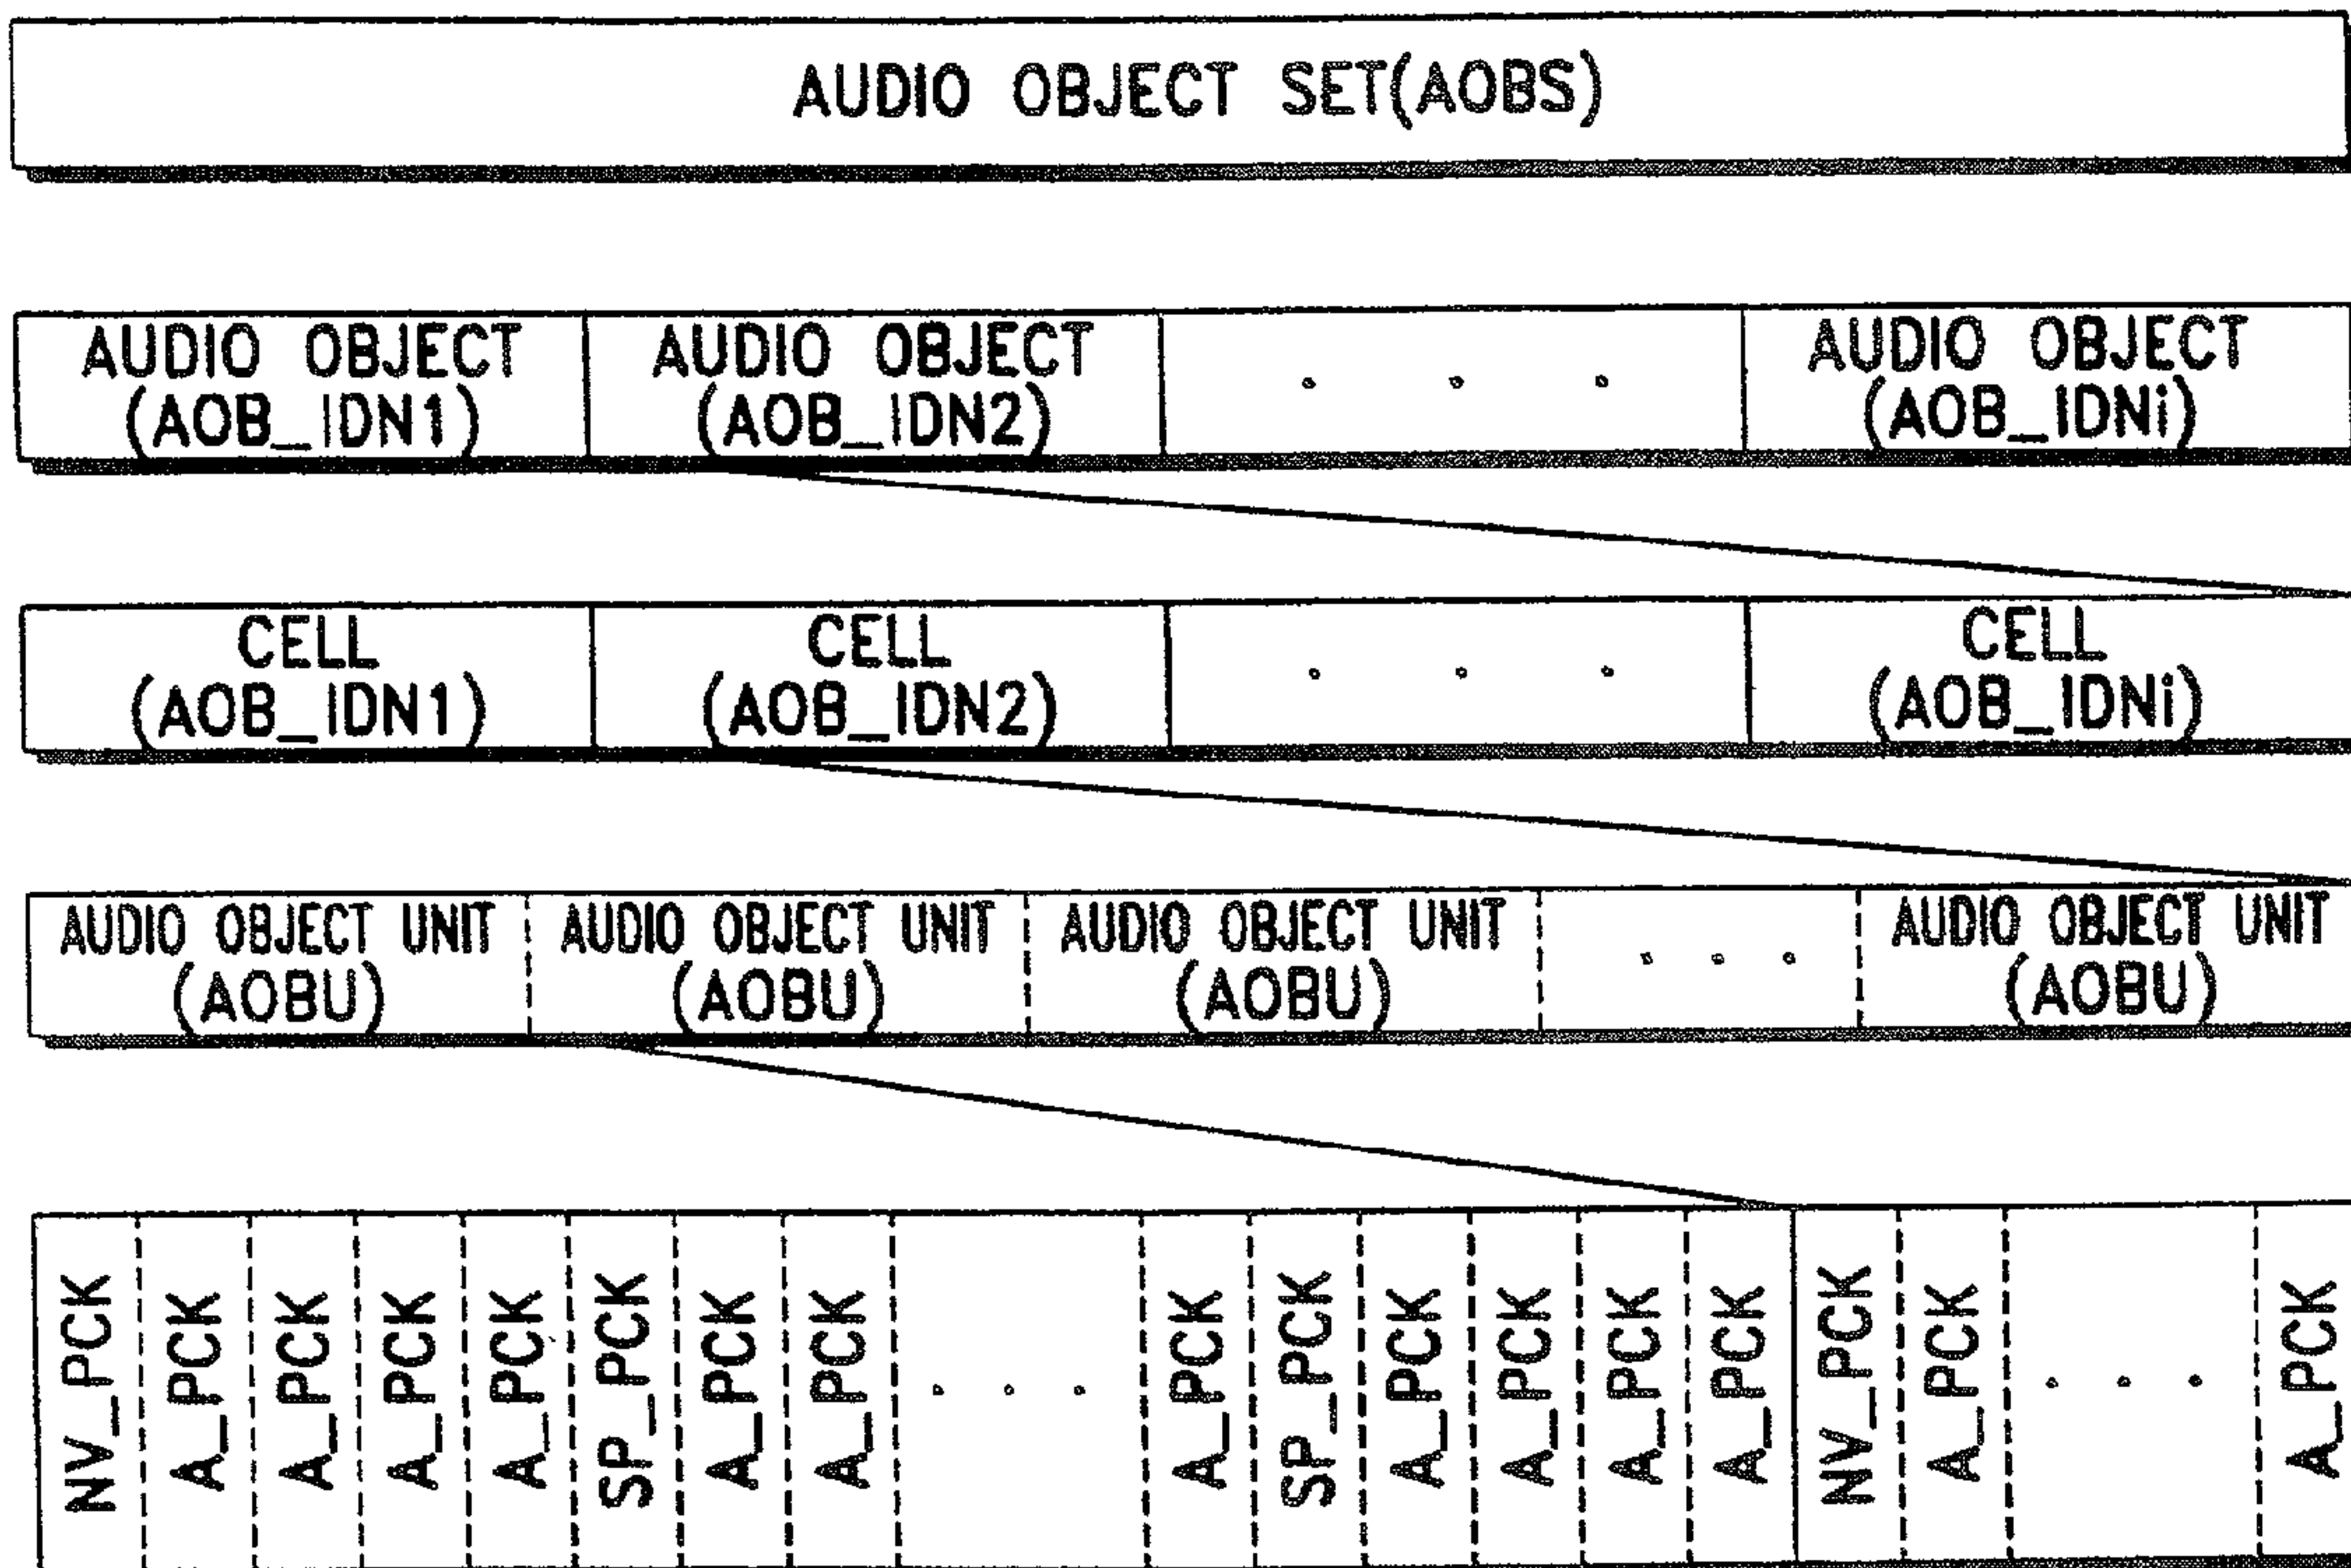 AUDIO OBJECT SET(AOBS)
AUDIO OBJECT
(AOB_IDN1)
AUDIO OBJECT
(AOB_IDN2)
. . .
AUDIO OBJECT
(AOB_IDNi)
CELL
(AOB_IDN1)
CELL
(AOB_IDN2)
. . .
CELL
(AOB_IDNi)
AUDIO OBJECT UNIT
(AOBU)
AUDIO OBJECT UNIT
(AOBU)
AUDIO OBJECT UNIT
(AOBU)
. . .
AUDIO OBJECT UNIT
(AOBU)
NV_PCK
A_PCK
A_PCK
A_PCK
A_PCK
SP_PCK
A_PCK
A_PCK
. . .
A_PCK
SP_PCK
A_PCK
A_PCK
A_PCK
A_PCK
NV_PCK
A_PCK
. . .
A_PCK